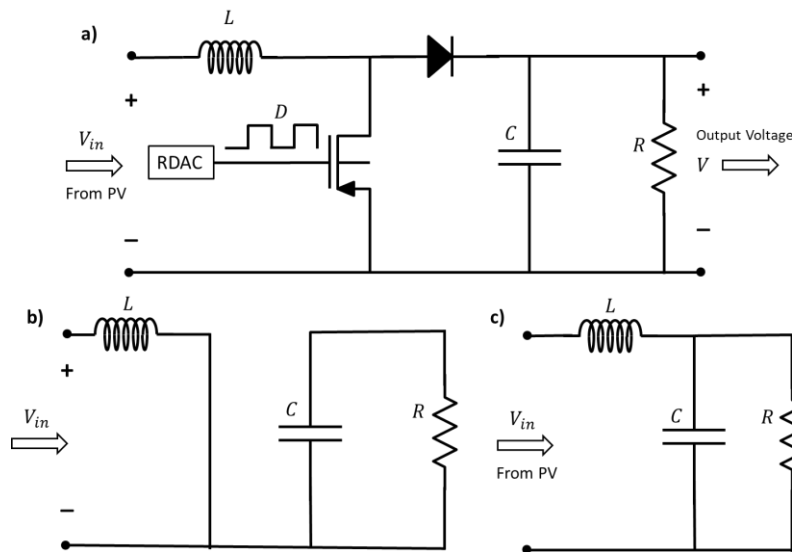 a)
L
+
D
V_in
RDAC
From PV
−
C
R
+
Output Voltage
V
−
b)
L
+
V_in
−
C
R
c)
L
V_in
From PV
C
R